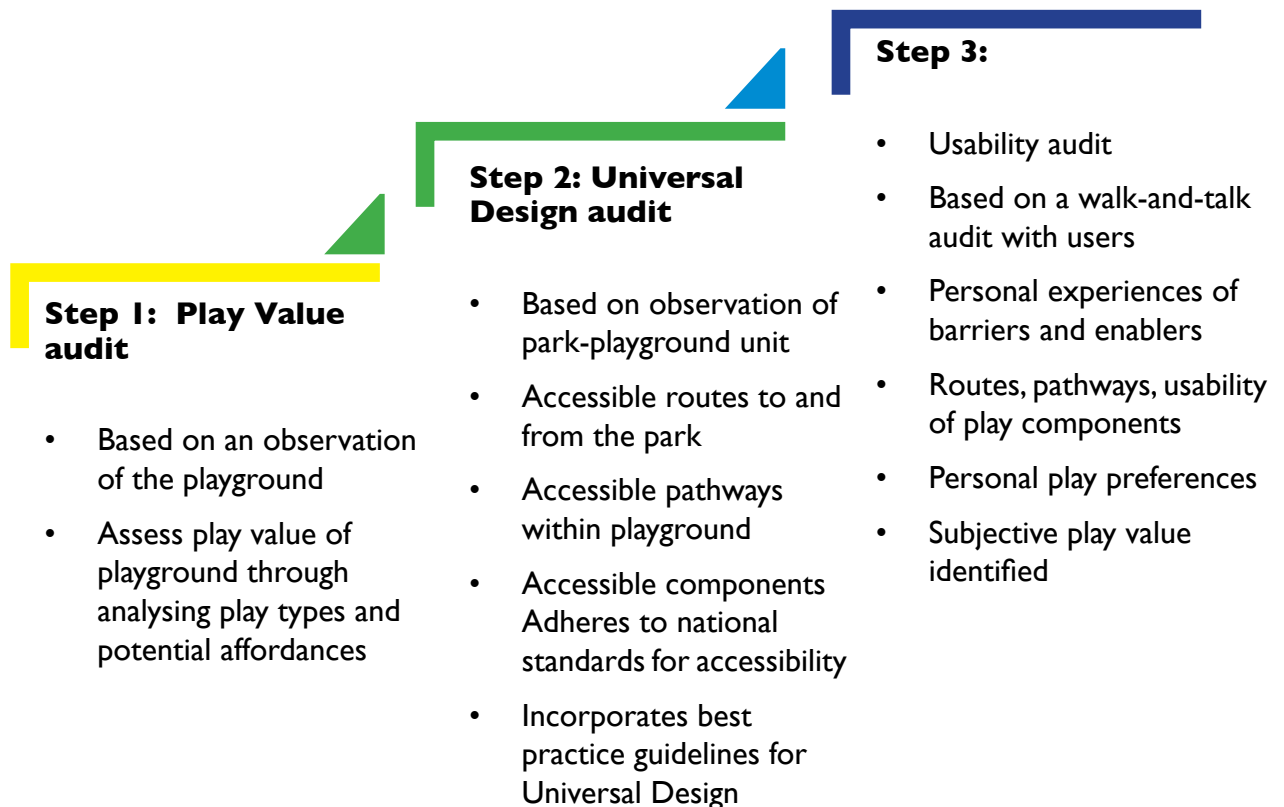 Step 1: Play Value
audit
• Based on an observation
of the playground
• Assess play value of
playground through
analysing play types and
potential affordances
Step 2: Universal
Design audit
• Based on observation of
park-playground unit
• Accessible routes to and
from the park
• Accessible pathways
within playground
• Accessible components
Adheres to national
standards for accessibility
• Incorporates best
practice guidelines for
Universal Design
Step 3:
• Usability audit
• Based on a walk-and-talk
audit with users
• Personal experiences of
barriers and enablers
• Routes, pathways, usability
of play components
• Personal play preferences
• Subjective play value
identified